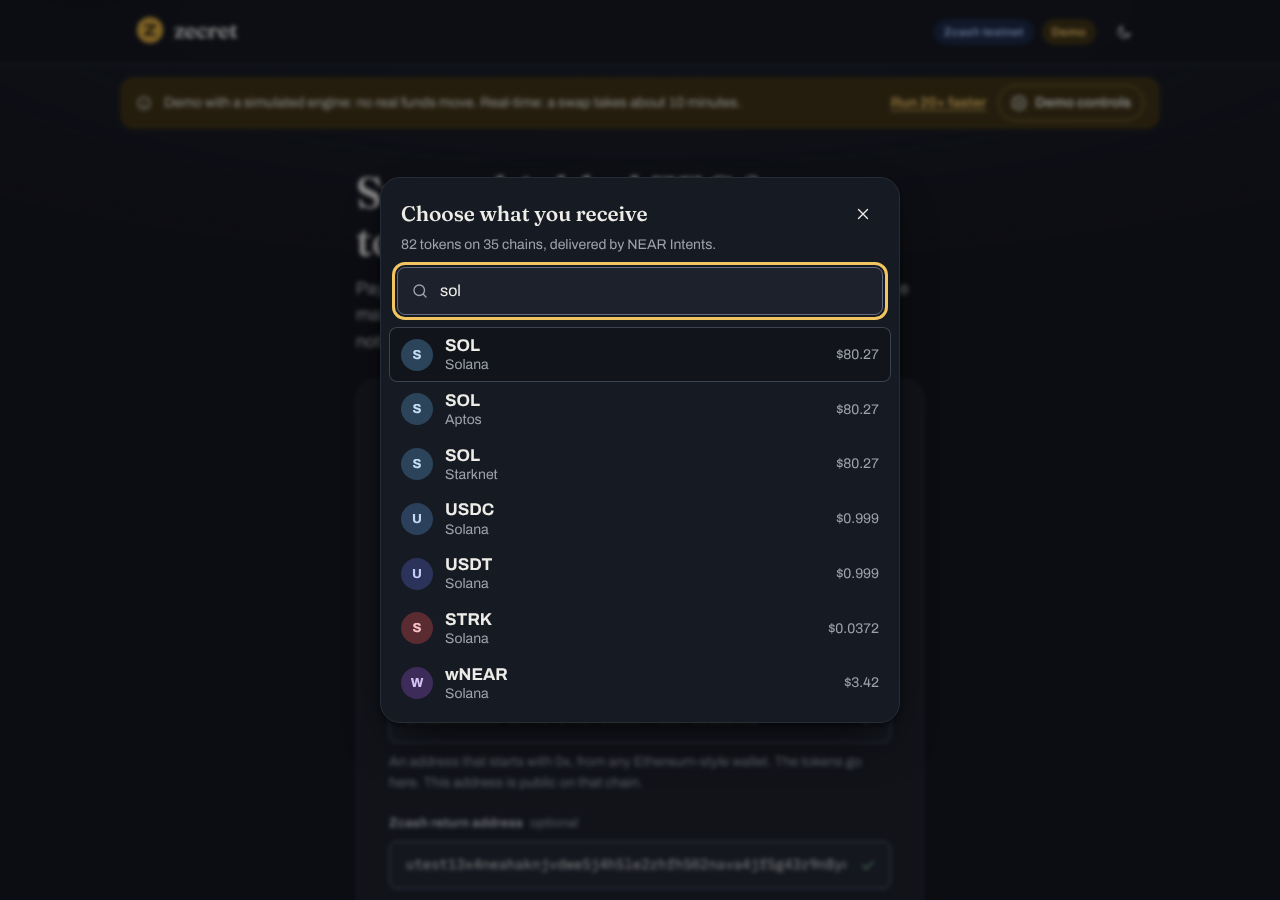 zecret
Zcash testnet
Demo
Demo with a simulated engine: no real funds move. Real-time: a swap takes about 10 minutes.
Run 20× faster
Demo controls
Choose what you receive
82 tokens on 35 chains, delivered by NEAR Intents.
sol
S
SOL
Solana
$80.27
S
SOL
Aptos
$80.27
S
SOL
Starknet
$80.27
U
USDC
Solana
$0.999
U
USDT
Solana
$0.999
S
STRK
Solana
$0.0372
W
wNEAR
Solana
$3.42
An address that starts with 0x, from any Ethereum-style wallet. The tokens go
here. This address is public on that chain.
Zcash return address optional